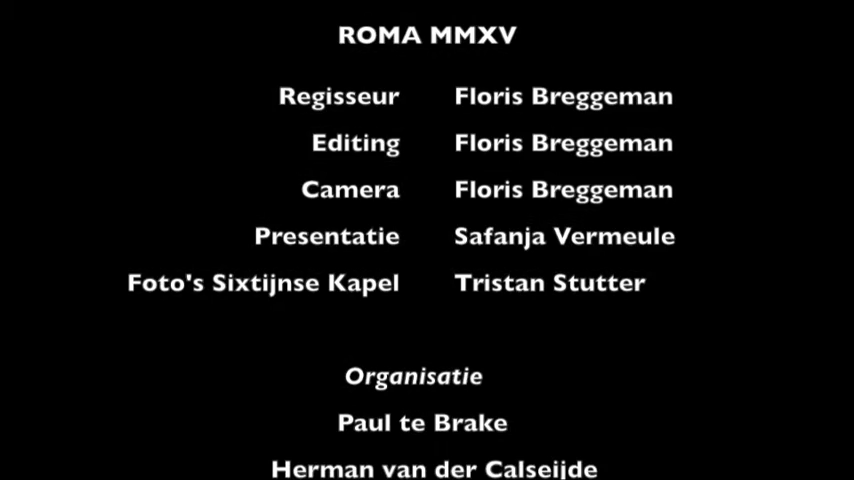 ROMA MMXV
Regisseur Floris Breggeman
Editing Floris Breggeman
Camera Floris Breggeman
Presentatie Safanja Vermeule
Foto's Sixtijnse Kapel Tristan Stutter
Organisatie
Paul te Brake
Herman van der Calseijde